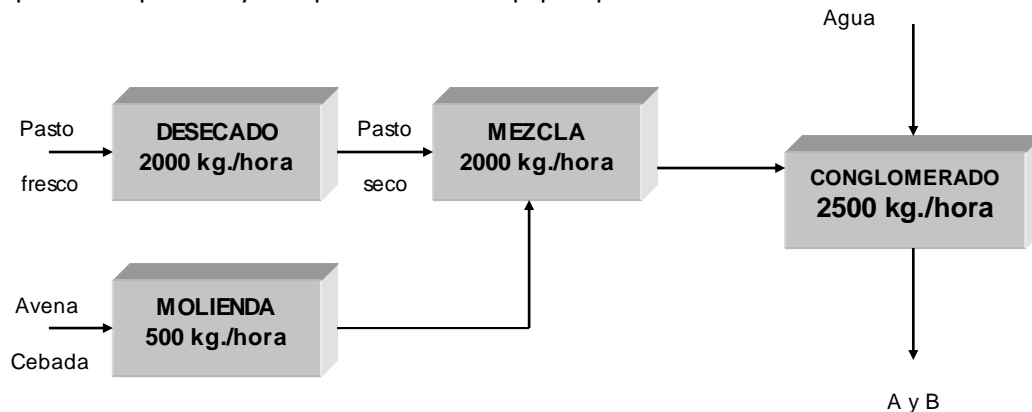 Agua
Pasto
fresco
DESECADO
2000 kg./hora
Pasto
seco
MEZCLA
2000 kg./hora
CONGLOMERADO
2500 kg./hora
Avena
Cebada
MOLIENDA
500 kg./hora
A y B